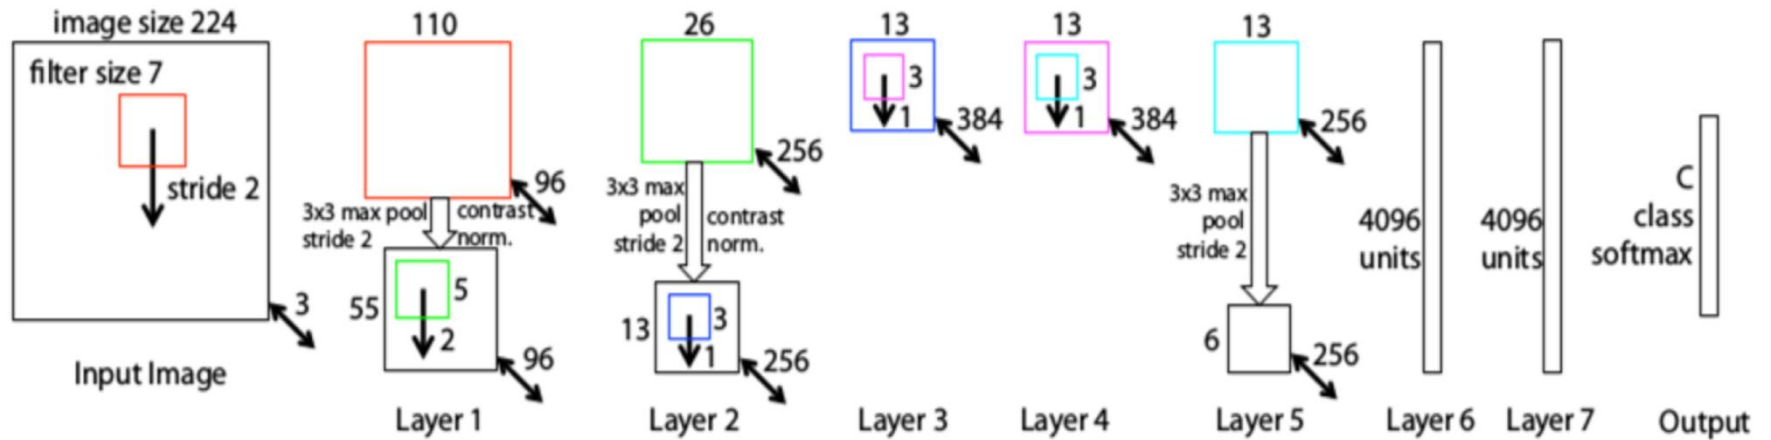 image size 224
filter size 7
stride 2
3
Input Image
110
96
3x3 max pool
stride 2
contrast
norm.
55
5
2
96
Layer 1
26
256
3x3 max
pool
stride 2
contrast
norm.
13
3
1
256
Layer 2
13
3
1
384
Layer 3
13
3
1
384
Layer 4
13
256
3x3 max
pool
stride 2
6
256
Layer 5
4096
units
Layer 6
4096
units
Layer 7
C
class
softmax
Output